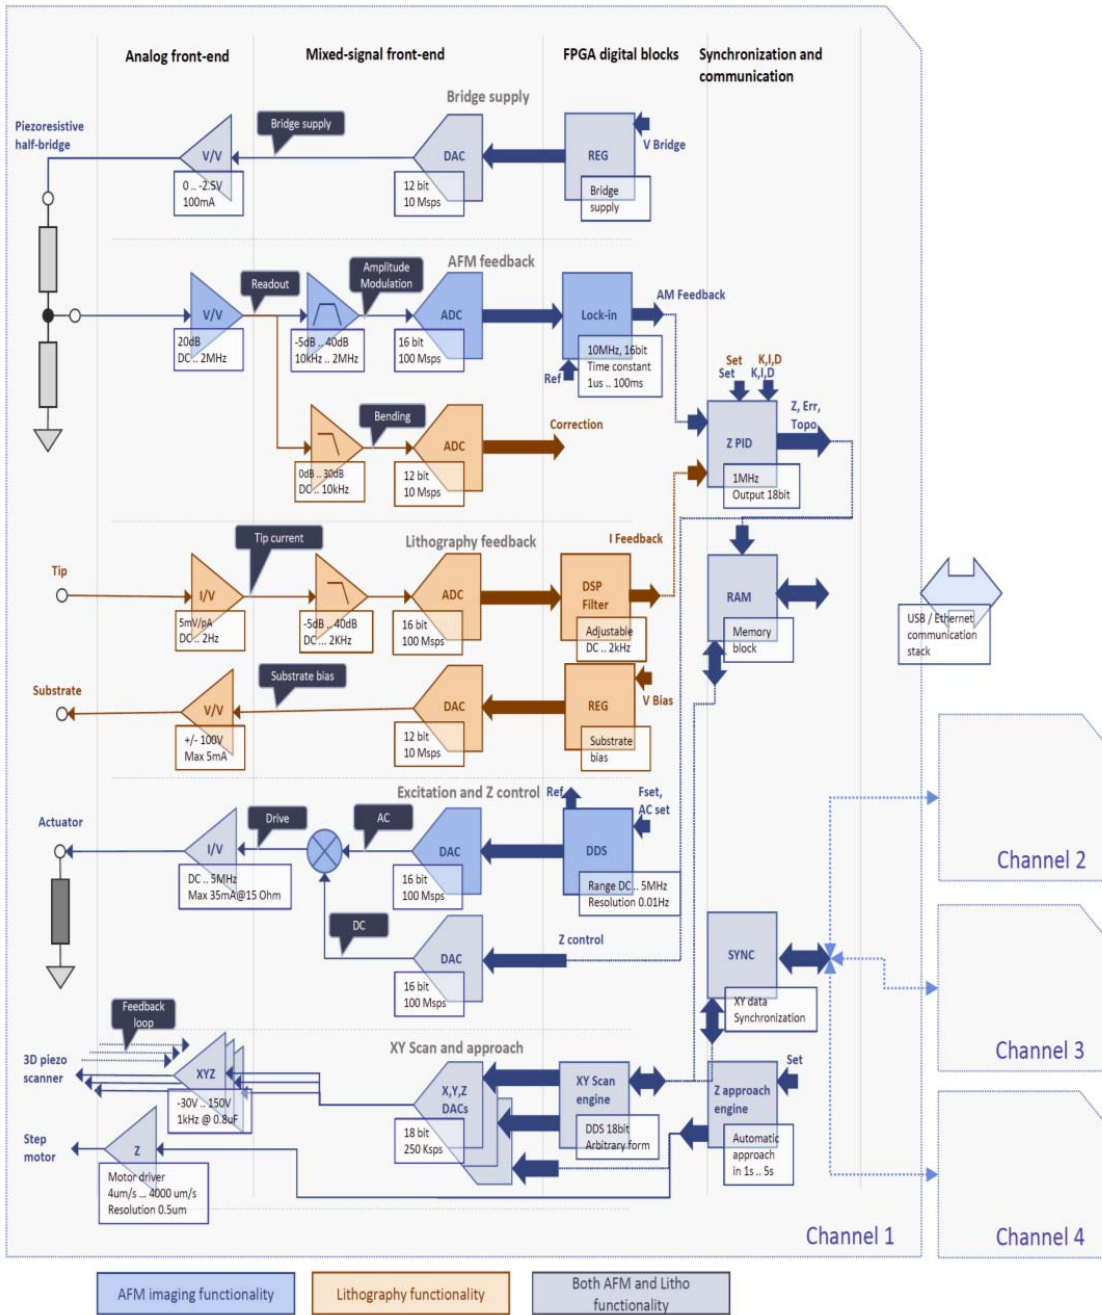 Analog front-end
Mixed-signal front-end
FPGA digital blocks
Synchronization and
communication
Bridge supply
Piezoresistive
half-bridge
Bridge supply
V/V
0 .. -2.5V
100mA
DAC
12 bit
10 Msps
REG
Bridge
supply
V Bridge
AFM feedback
Readout
Amplitude
Modulation
V/V
20dB
DC .. 2MHz
-5dB .. 40dB
10kHz .. 2MHz
ADC
16 bit
100 Msps
Lock-in
10MHz, 16bit
Time constant
1us .. 100ms
Ref
AM Feedback
Set
Set
K,I,D
K,I,D
Z, Err,
Topo
Z PID
1MHz
Output 18bit
Bending
0dB .. 30dB
DC .. 10kHz
ADC
12 bit
10 Msps
Correction
Lithography feedback
Tip current
Tip
I/V
5mV/pA
DC .. 2Hz
-5dB .. 40dB
DC ... 2KHz
ADC
16 bit
100 Msps
DSP
Filter
Adjustable
DC .. 2kHz
I Feedback
RAM
Memory
block
USB / Ethernet
communication
stack
Substrate
Substrate bias
V/V
+/- 100V
Max 5mA
DAC
12 bit
10 Msps
REG
Substrate
bias
V Bias
Excitation and Z control
Actuator
Drive
AC
I/V
DC .. 5MHz
Max 35mA@15 Ohm
DAC
16 bit
100 Msps
Ref
DDS
Range DC .. 5MHz
Resolution 0.01Hz
Fset,
AC set
DC
DAC
16 bit
100 Msps
Z control
SYNC
XY data
Synchronization
Channel 2
Channel 3
Channel 4
XY Scan and approach
Feedback
loop
3D piezo
scanner
XYZ
-30V .. 150V
1kHz @ 0.8uF
X,Y,Z
DACs
18 bit
250 Ksps
XY Scan
engine
DDS 18bit
Arbitrary form
Set
Z approach
engine
Automatic
approach
in 1s .. 5s
Step
motor
Z
Motor driver
4um/s ... 4000 um/s
Resolution 0.5um
Channel 1
AFM imaging functionality
Lithography functionality
Both AFM and Litho
functionality